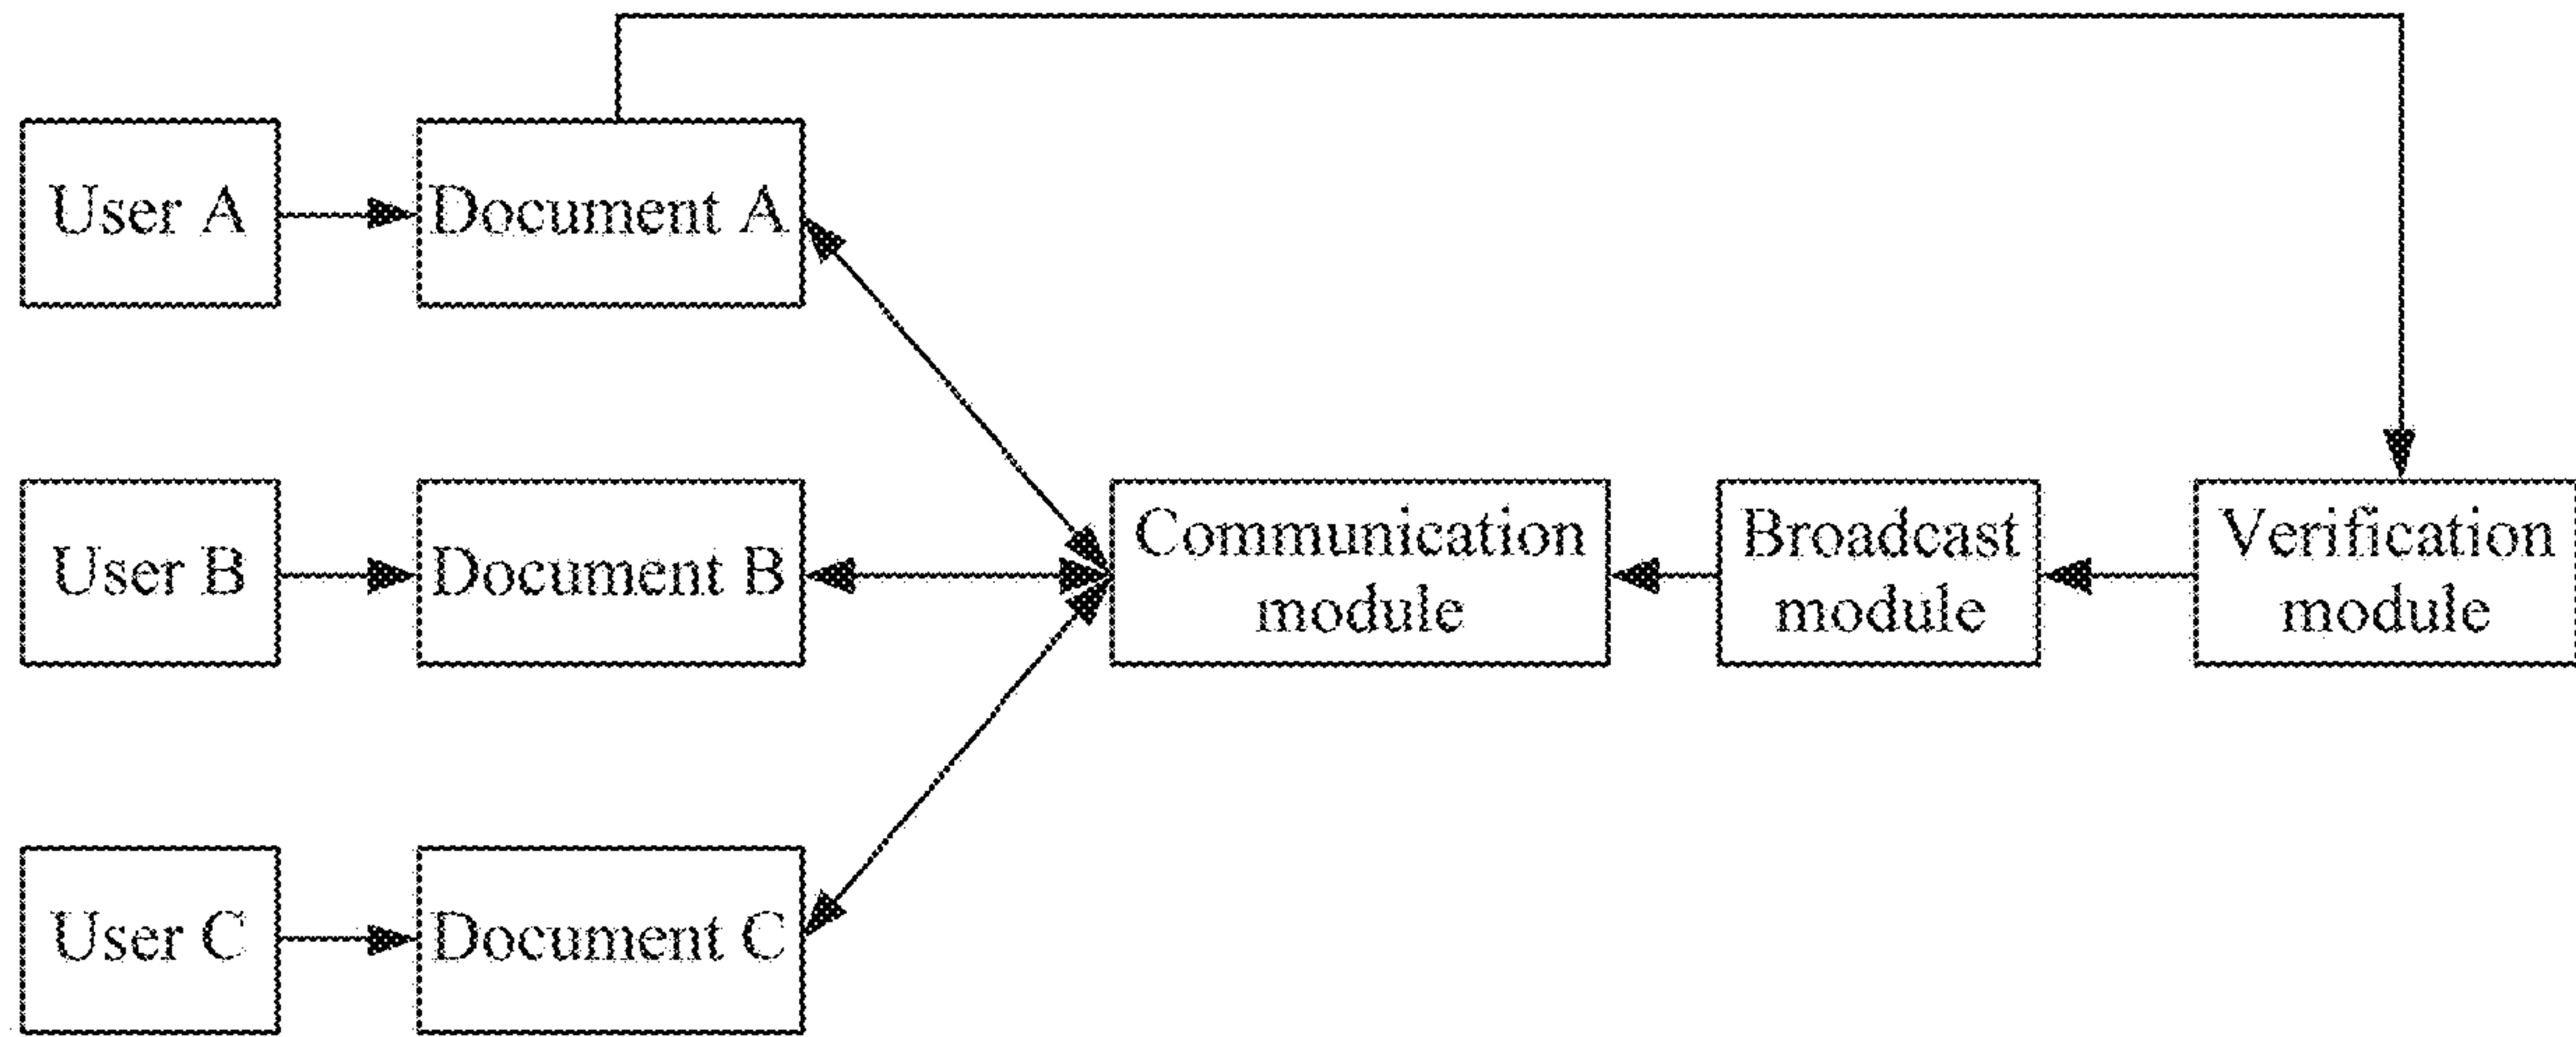 User A
Document A
User B
Document B
Communication
module
Broadcast
module
Verification
module
User C
Document C